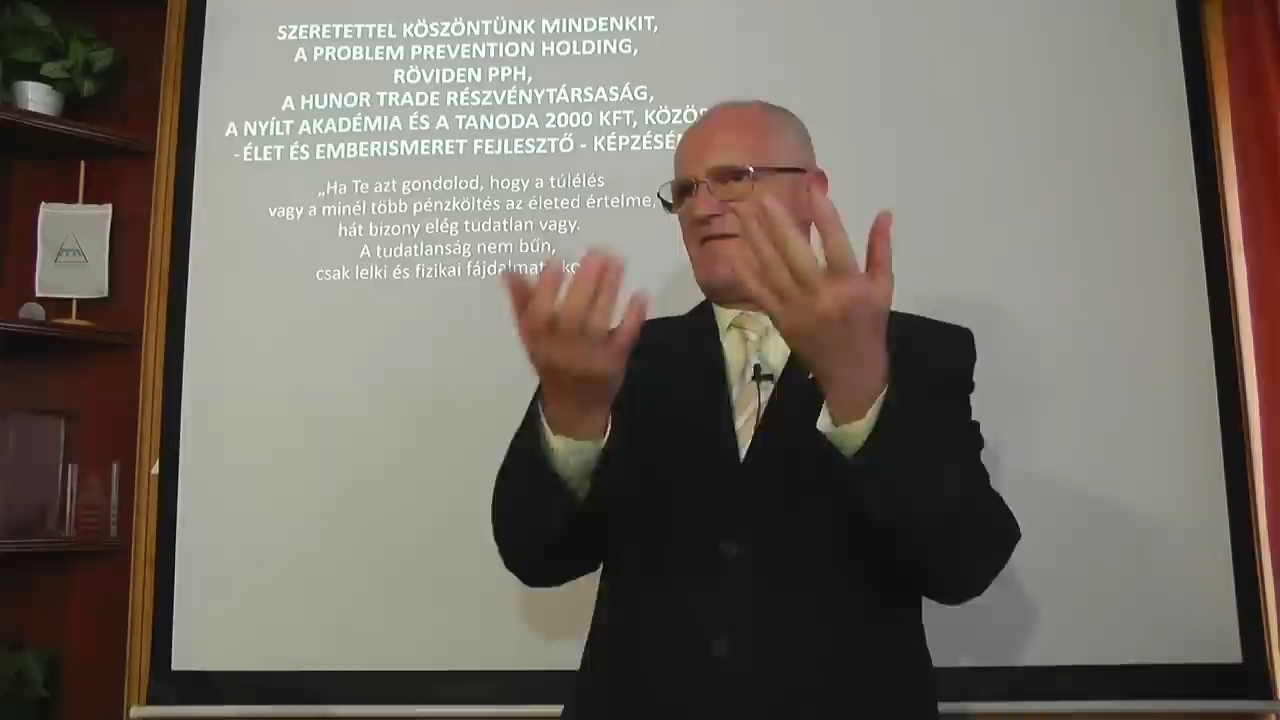 SZERETETTEL KÖSZÖNTÜNK MINDENKIT,
A PROBLEM PREVENTION HOLDING,
RÖVIDEN PPH,
A HUNOR TRADE RÉSZVÉNYTÁRSASÁG,
A NYÍLT AKADÉMIA ÉS A TANODA 2000 KFT,
- ÉLET ÉS EMBERISMERET FEJLESZTŐ -
„Ha Te azt gondolod, hogy a túlélés
vagy a minél több pénzköltés az életed értelme,
hát bizony elég tudatlan vagy.
A tudatlanság nem bűn,
csak lelki és fizikai